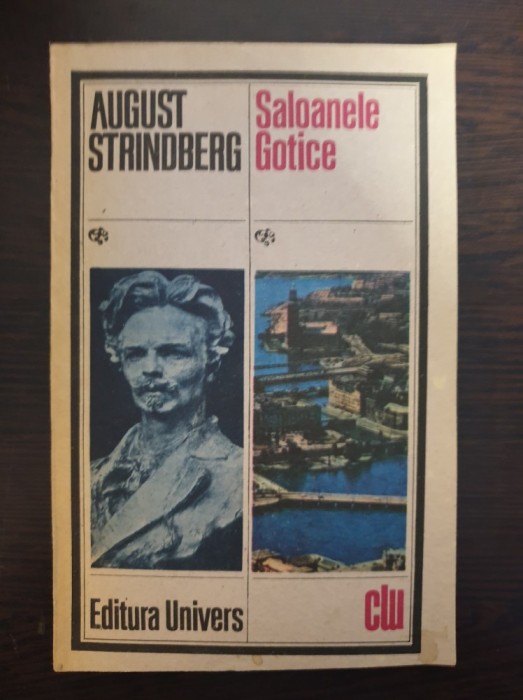 AUGUST
STRINDBERG
Saloanele
Gotice
Editura Univers
clu